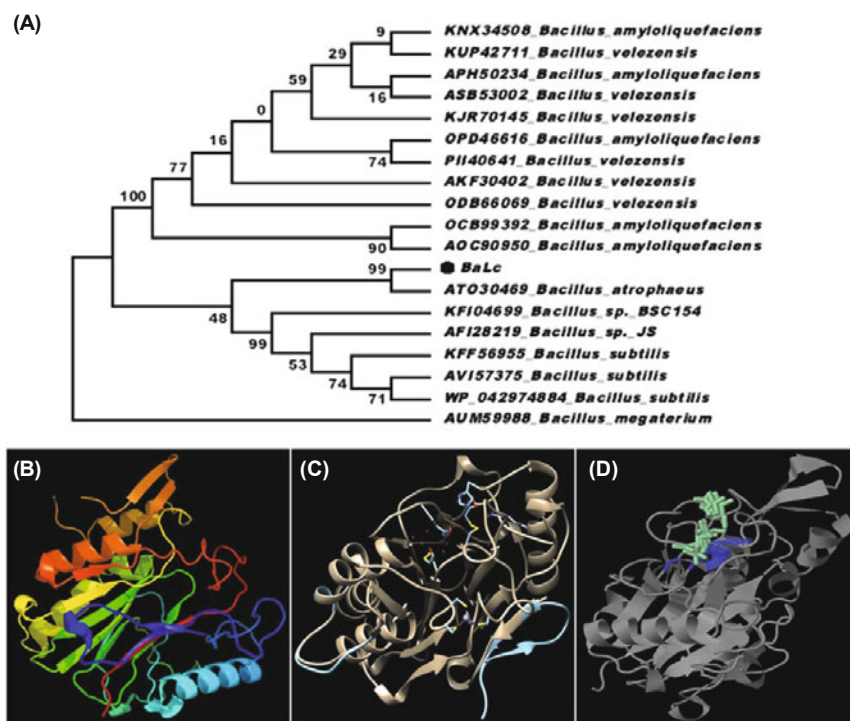 (A)
9
KNX34508_Bacillus_amyloliquefaciens
29
KUP42711_Bacillus_velezensis
59
APH50234_Bacillus_amyloliquefaciens
16
ASB53002_Bacillus_velezensis
0
KJR70145_Bacillus_velezensis
16
OPD46616_Bacillus_amyloliquefaciens
74
PII40641_Bacillus_velezensis
77
AKF30402_Bacillus_velezensis
100
ODB66069_Bacillus_velezensis
OCB99392_Bacillus_amyloliquefaciens
90
AOC90950_Bacillus_amyloliquefaciens
99
BaLc
ATO30469_Bacillus_atrophaeus
48
KFI04699_Bacillus_sp._BSC154
99
AFI28219_Bacillus_sp._JS
53
KFF56955_Bacillus_subtilis
74
AVI57375_Bacillus_subtilis
71
WP_042974884_Bacillus_subtilis
AUM59988_Bacillus_megaterium
(B)
(C)
(D)